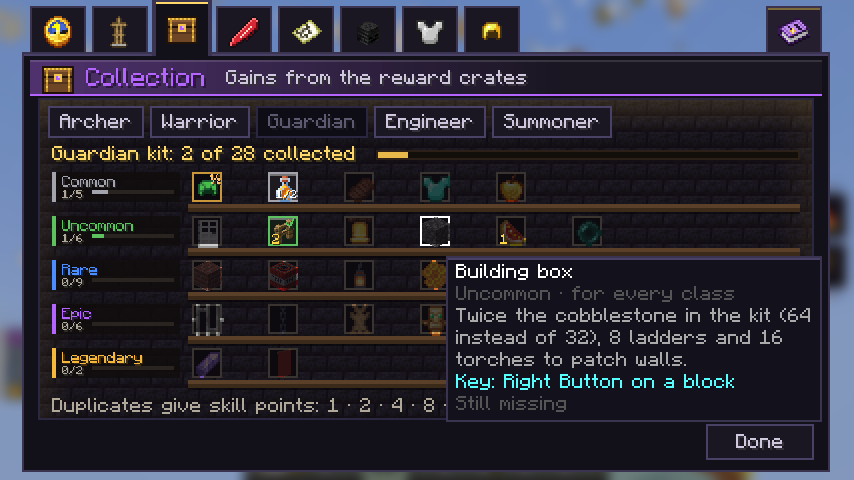 Collection Gains from the reward crates
Archer Warrior Guardian Engineer Summoner
Guardian kit: 2 of 28 collected
Common
1/5
Uncommon
1/6
2
1
Rare
0/9
Epic
0/6
Legendary
0/2
Building box
Uncommon · for every class
Twice the cobblestone in the kit (64
instead of 32), 8 ladders and 16
torches to patch walls.
Key: Right Button on a block
Still missing
Duplicates give skill points: 1 · 2 · 4 · 8 ·
Done